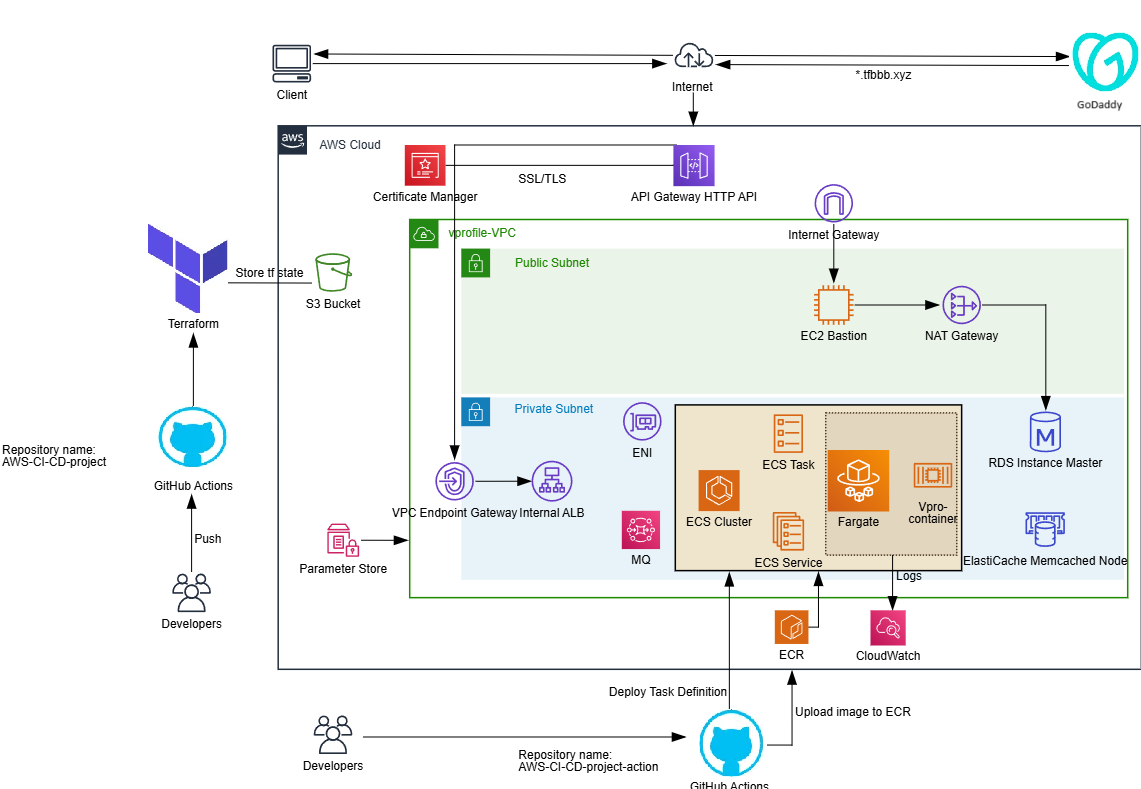 Client
Internet
*.tfbbb.xyz
GoDaddy
aws
AWS Cloud
Certificate Manager
SSL/TLS
API Gateway HTTP API
Internet Gateway
vprofile-VPC
Public Subnet
Store tf state
S3 Bucket
Terraform
EC2 Bastion
NAT Gateway
Private Subnet
ENI
ECS Task
M
RDS Instance Master
Repository name:
AWS-CI-CD-project
GitHub Actions
VPC Endpoint Gateway
Internal ALB
ECS Cluster
Fargate
Vpro-
container
Push
Parameter Store
MQ
ECS Service
ElastiCache Memcached Node
Logs
Developers
ECR
CloudWatch
Deploy Task Definition
Upload image to ECR
Developers
Repository name:
AWS-CI-CD-project-action
GitHub Actions